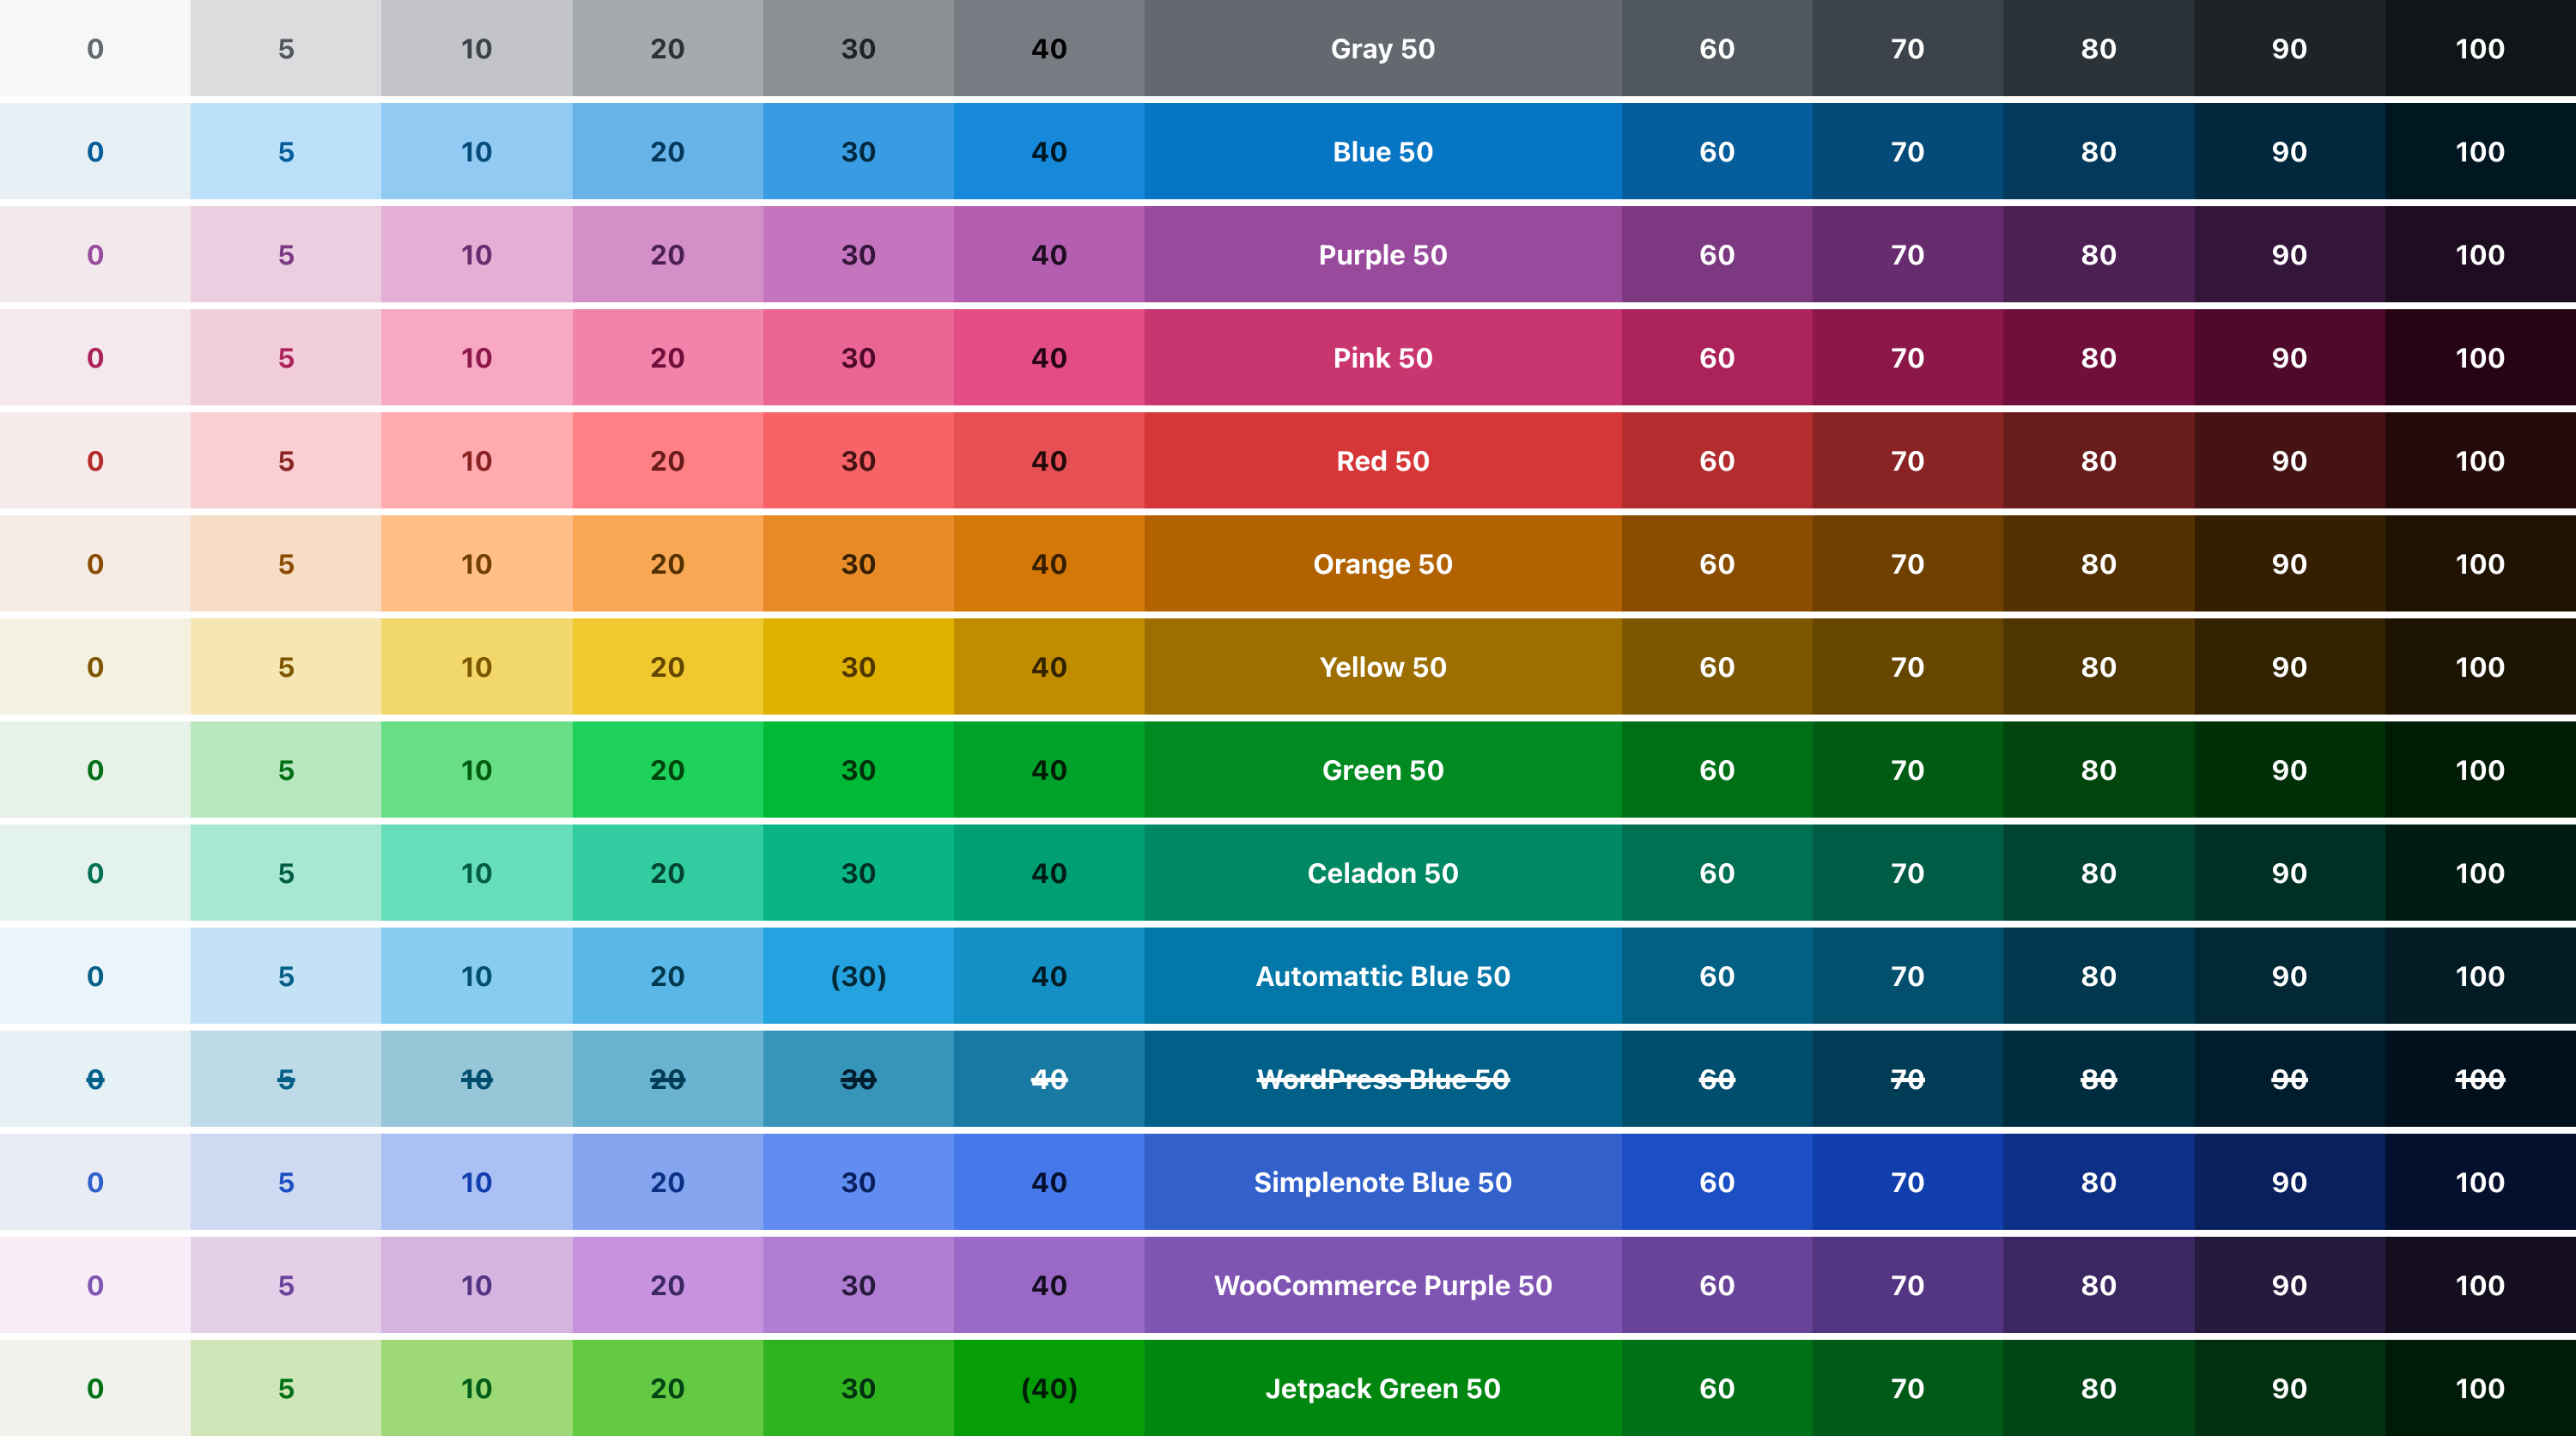 0 5 10 20 30 40 Gray 50 60 70 80 90 100
0 5 10 20 30 40 Blue 50 60 70 80 90 100
0 5 10 20 30 40 Purple 50 60 70 80 90 100
0 5 10 20 30 40 Pink 50 60 70 80 90 100
0 5 10 20 30 40 Red 50 60 70 80 90 100
0 5 10 20 30 40 Orange 50 60 70 80 90 100
0 5 10 20 30 40 Yellow 50 60 70 80 90 100
0 5 10 20 30 40 Green 50 60 70 80 90 100
0 5 10 20 30 40 Celadon 50 60 70 80 90 100
0 5 10 20 (30) 40 Automattic Blue 50 60 70 80 90 100
0 5 10 20 30 40 WordPress Blue 50 60 70 80 90 100
0 5 10 20 30 40 Simplenote Blue 50 60 70 80 90 100
0 5 10 20 30 40 WooCommerce Purple 50 60 70 80 90 100
0 5 10 20 30 (40) Jetpack Green 50 60 70 80 90 100